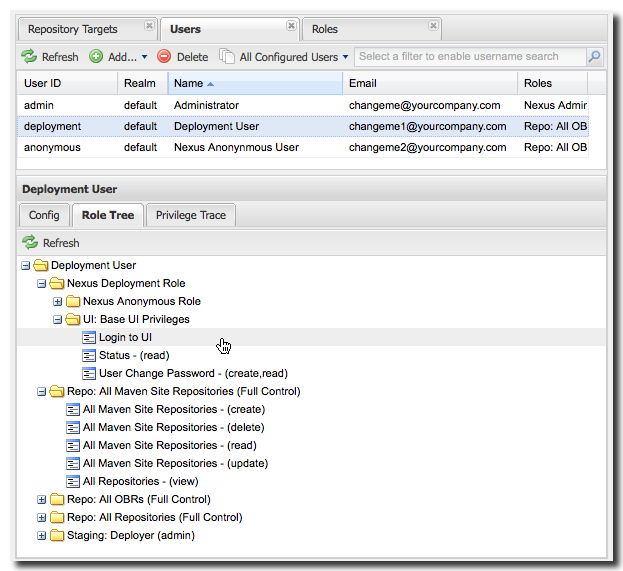 Repository Targets
Users
Roles
Refresh Add... Delete All Configured Users Select a filter to enable username search
User ID Realm Name Email Roles
admin default Administrator changeme@yourcompany.com Nexus Admir
deployment default Deployment User changeme1@yourcompany.com Repo: All OB
anonymous default Nexus Anonynmous User changeme2@yourcompany.com Repo: All OB
Deployment User
Config Role Tree Privilege Trace
Refresh
Deployment User
Nexus Deployment Role
Nexus Anonymous Role
UI: Base UI Privileges
Login to UI
Status - (read)
User Change Password - (create,read)
Repo: All Maven Site Repositories (Full Control)
All Maven Site Repositories - (create)
All Maven Site Repositories - (delete)
All Maven Site Repositories - (read)
All Maven Site Repositories - (update)
All Repositories - (view)
Repo: All OBRs (Full Control)
Repo: All Repositories (Full Control)
Staging: Deployer (admin)